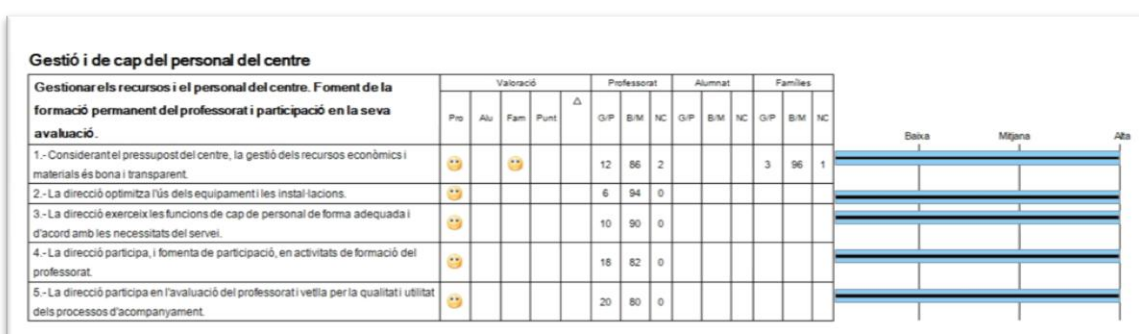 Gestió i de cap del personal del centre
Gestionar els recursos i el personal del centre. Foment de la
formació permanent del professorat i participació en la seva
avaluació.
Valoració Professorat Alumnat Famílies
Pro Alu Fam Punt Δ G/P B/M NC G/P B/M NC G/P B/M NC
Baixa Mitjana Alta
1.- Considerant el pressupost del centre, la gestió dels recursos econòmics i
materials és bona i transparent.
12 86 2 3 96 1
2.- La direcció optimitza l'ús dels equipament i les instal·lacions.
6 94 0
3.- La direcció exerceix les funcions de cap de personal de forma adequada i
d'acord amb les necessitats del servei.
10 90 0
4.- La direcció participa, i fomenta de participació, en activitats de formació del
professorat.
18 82 0
5.- La direcció participa en l'avaluació del professorat i vetlla per la qualitat i utilitat
dels processos d'acompanyament.
20 80 0